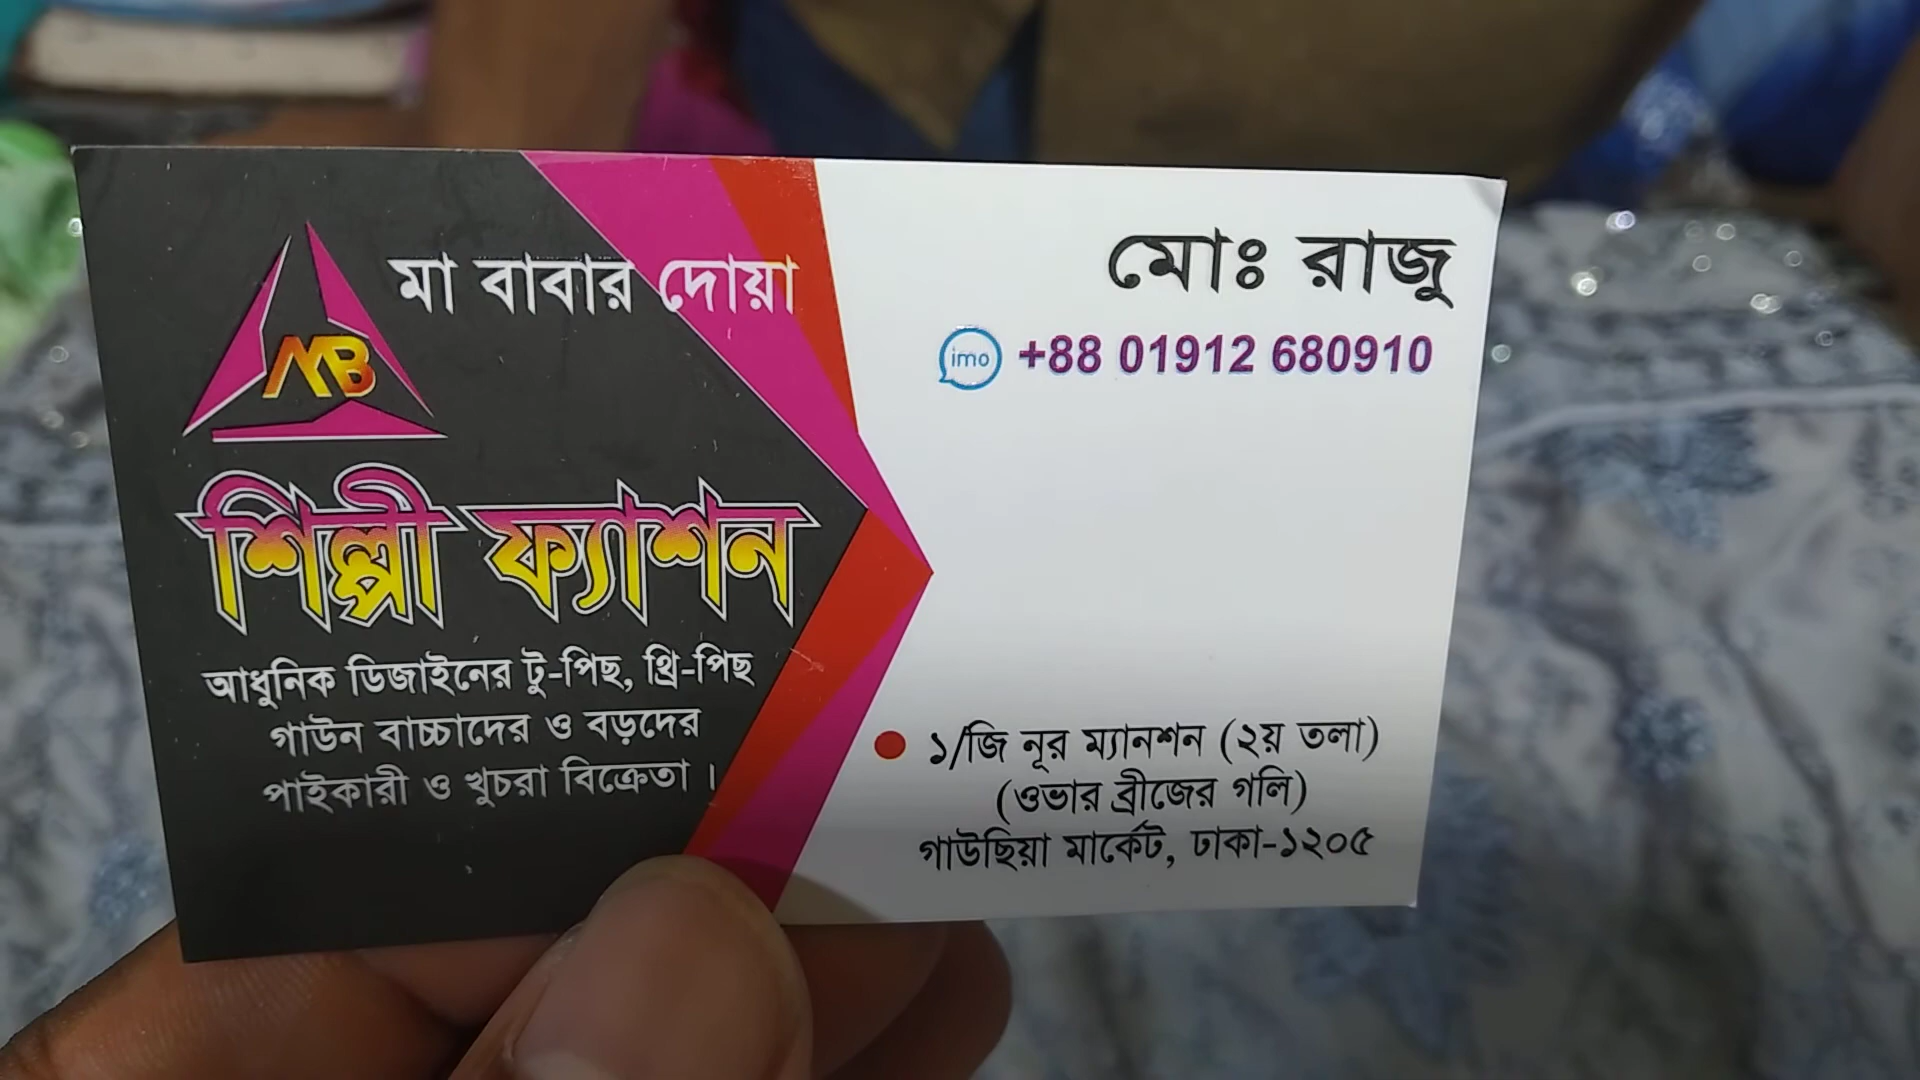 মা বাবার দোয়া
MB
শিল্পী ফ্যাশন
আধুনিক ডিজাইনের টু-পিছ, থ্রি-পিছ
গাউন বাচ্চাদের ও বড়দের
পাইকারী ও খুচরা বিক্রেতা।
মোঃ রাজু
imo +88 01912 680910
১/জি নূর ম্যানশন (২য় তলা)
(ওভার ব্রীজের গলি)
গাউছিয়া মার্কেট, ঢাকা-১২০৫